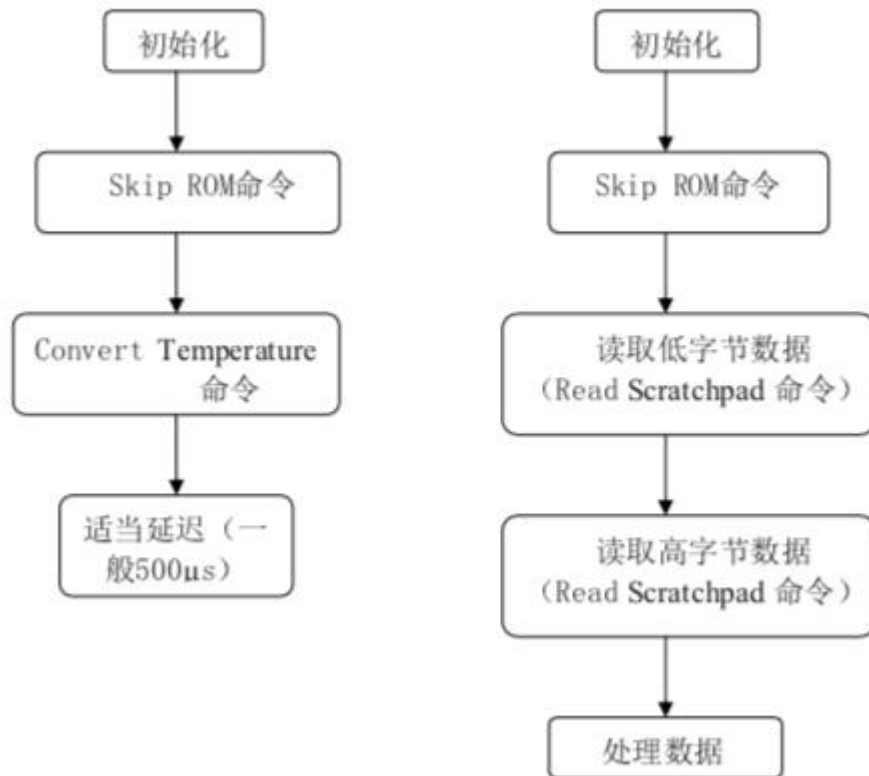 初始化
Skip ROM命令
Convert Temperature
命令
适当延迟（一
般500μs）
初始化
Skip ROM命令
读取低字节数据
（Read Scratchpad 命令）
读取高字节数据
（Read Scratchpad 命令）
处理数据